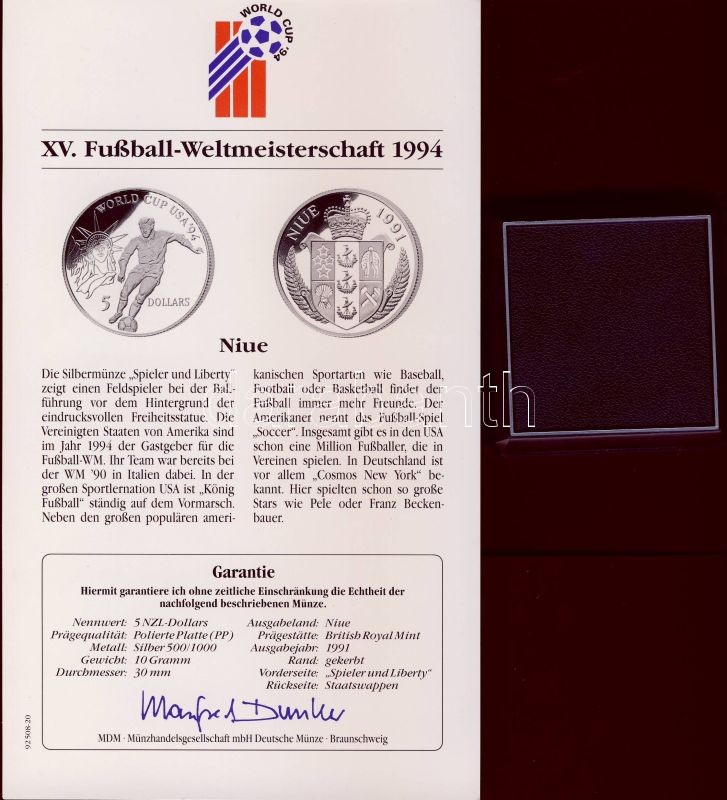 WORLD CUP '94
XV. Fußball-Weltmeisterschaft 1994
WORLD CUP USA '94
5 DOLLARS
NIUE 1991
Niue
Die Silbermünze „Spieler und Liberty"
zeigt einen Feldspieler bei der Ball-
führung vor dem Hintergrund der
eindrucksvollen Freiheitsstatue. Die
Vereinigten Staaten von Amerika sind
im Jahr 1994 der Gastgeber für die
Fußball-WM. Ihr Team war bereits bei
der WM '90 in Italien dabei. In der
großen Sportlernation USA ist „König
Fußball" ständig auf dem Vormarsch.
Neben den großen populären ameri-
kanischen Sportarten wie Baseball,
Football oder Basketball findet der
Fußball immer mehr Freunde. Der
Amerikaner nennt das Fußball-Spiel
„Soccer". Insgesamt gibt es in den USA
schon eine Million Fußballer, die in
Vereinen spielen. In Deutschland ist
vor allem „Cosmos New York" be-
kannt. Hier spielten schon so große
Stars wie Pele oder Franz Becken-
bauer.
Garantie
Hiermit garantiere ich ohne zeitliche Einschränkung die Echtheit der
nachfolgend beschriebenen Münze.
Nennwert: 5 NZL-Dollars
Prägequalität: Polierte Platte (PP)
Metall: Silber 500/1000
Gewicht: 10 Gramm
Durchmesser: 30 mm
Ausgabeland: Niue
Prägestätte: British Royal Mint
Ausgabejahr: 1991
Rand: gekerbt
Vorderseite: „Spieler und Liberty"
Rückseite: Staatswappen
Manfred Dunker
MDM · Münzhandelsgesellschaft mbH Deutsche Münze · Braunschweig
92 508-20